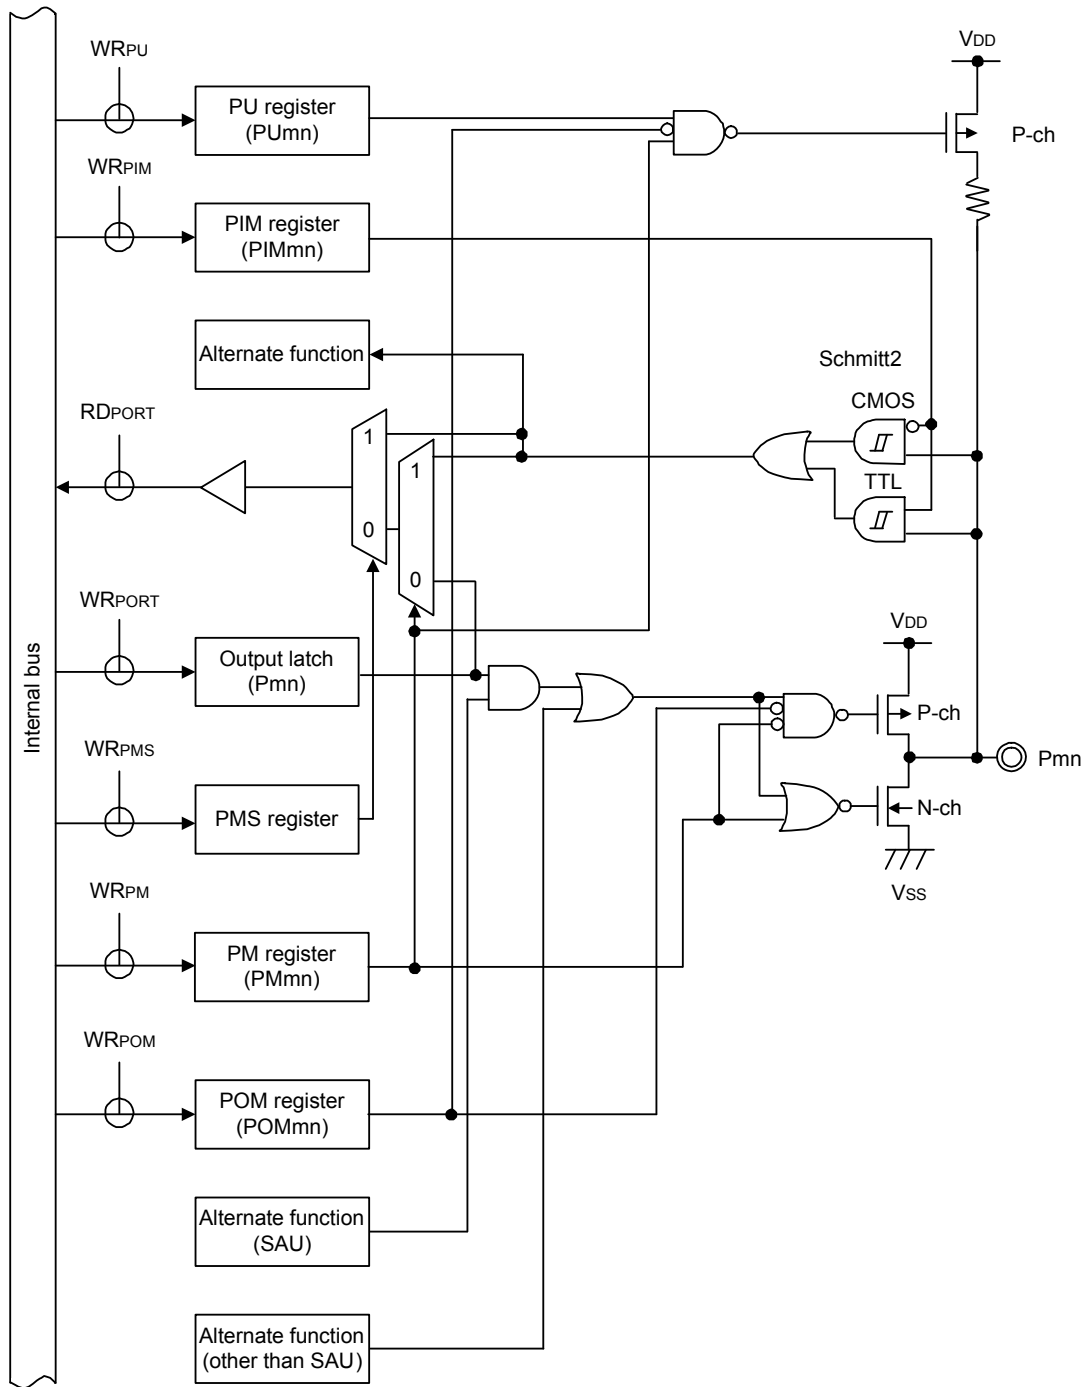 WRPU
VDD
PU register
(PUmn)
P-ch
WRPIM
PIM register
(PIMmn)
Alternate function
Schmitt2
CMOS
RDPORT
1
1
TTL
0
0
WRPORT
VDD
Internal bus
Output latch
(Pmn)
P-ch
WRPMS
Pmn
PMS register
N-ch
WRPM
VSS
PM register
(PMmn)
WRPOM
POM register
(POMmn)
Alternate function
(SAU)
Alternate function
(other than SAU)